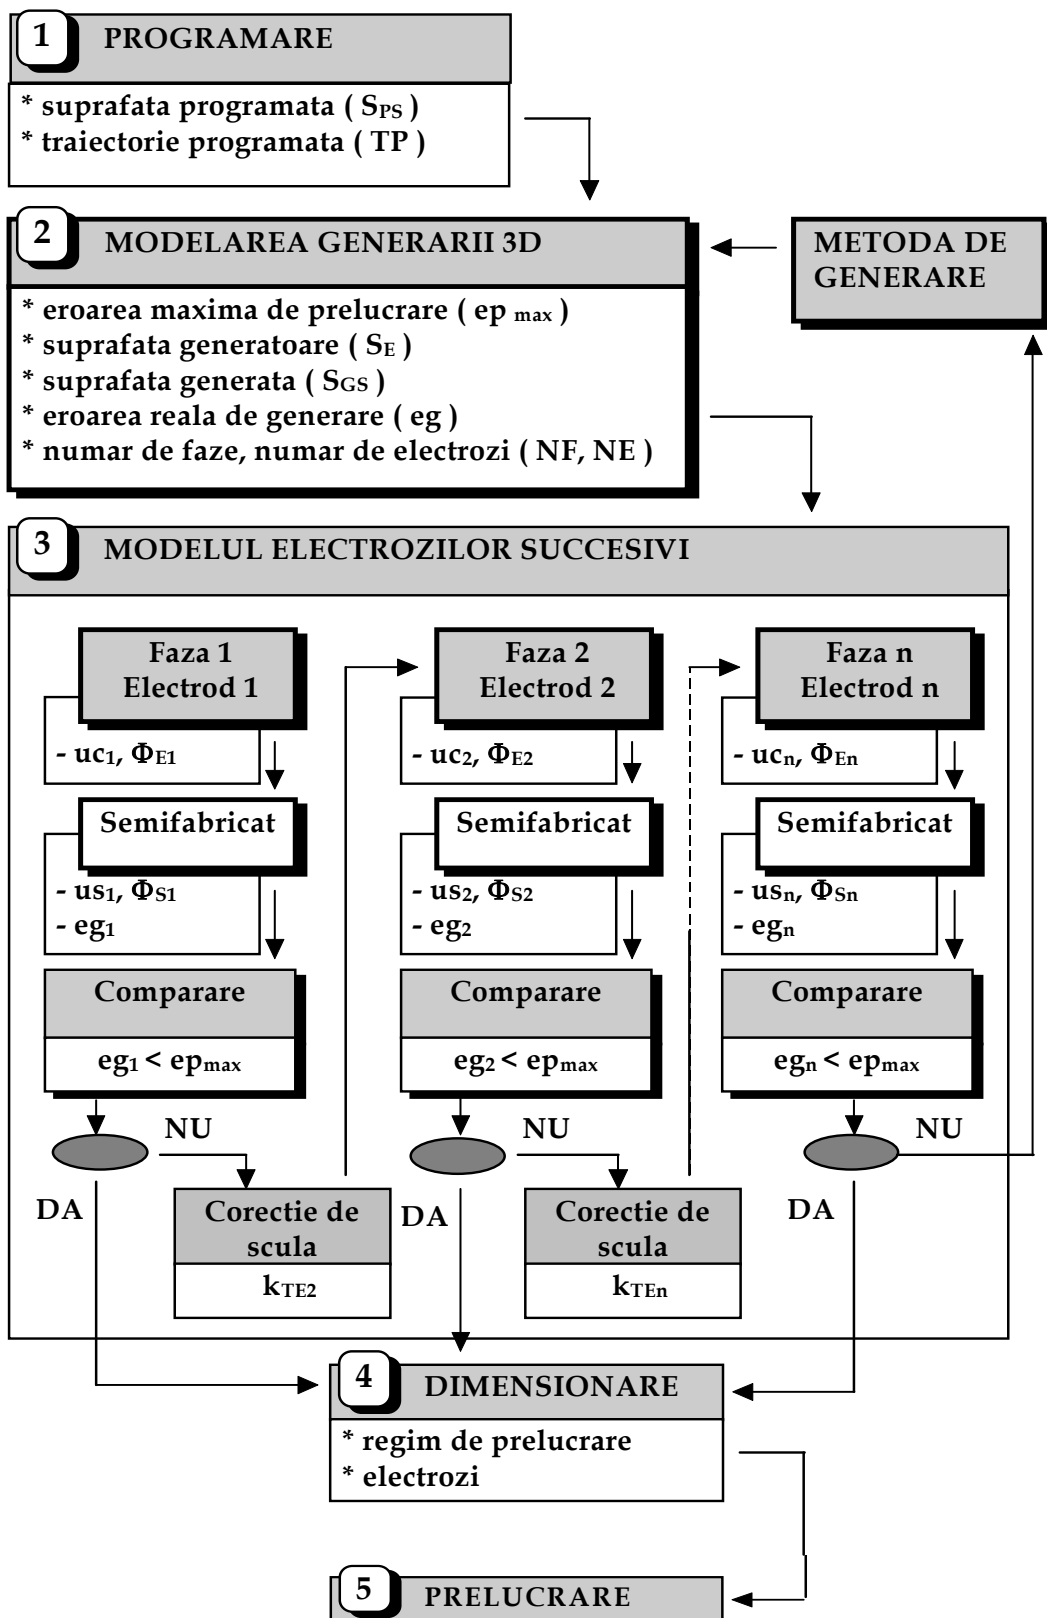 1 PROGRAMARE
* suprafata programata ( SPS )
* traiectorie programata ( TP )
2 MODELAREA GENERARII 3D
* eroarea maxima de prelucrare ( ep max )
* suprafata generatoare ( SE )
* suprafata generata ( SGS )
* eroarea reala de generare ( eg )
* numar de faze, numar de electrozi ( NF, NE )
METODA DE
GENERARE
3 MODELUL ELECTROZILOR SUCCESIVI
Faza 1
Electrod 1
- uc1, ΦE1
Semifabricat
- us1, ΦS1
- eg1
Comparare
eg1 < epmax
NU
DA
Corectie de
scula
kTE2
Faza 2
Electrod 2
- uc2, ΦE2
Semifabricat
- us2, ΦS2
- eg2
Comparare
eg2 < epmax
NU
DA
Corectie de
scula
kTEn
Faza n
Electrod n
- ucn, ΦEn
Semifabricat
- usn, ΦSn
- egn
Comparare
egn < epmax
NU
DA
4 DIMENSIONARE
* regim de prelucrare
* electrozi
5 PRELUCRARE